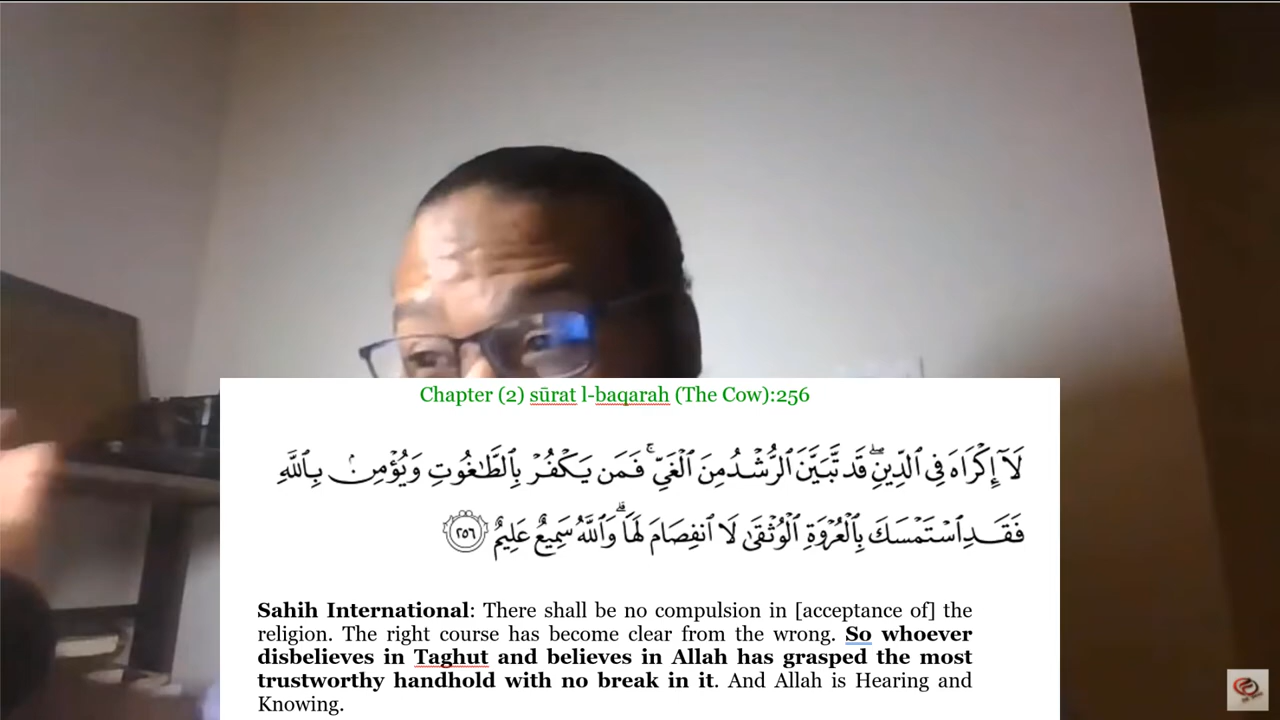 Chapter (2) sūrat l-baqarah (The Cow):256
لَآ إِكْرَاهَ فِى ٱلدِّينِ ۖ قَد تَّبَيَّنَ ٱلرُّشْدُ مِنَ ٱلْغَىِّ ۚ فَمَن يَكْفُرْ بِٱلطَّـٰغُوتِ وَيُؤْمِنۢ بِٱللَّهِ
فَقَدِ ٱسْتَمْسَكَ بِٱلْعُرْوَةِ ٱلْوُثْقَىٰ لَا ٱنفِصَامَ لَهَا ۗ وَٱللَّهُ سَمِيعٌ عَلِيمٌ ٢٥٦
Sahih International: There shall be no compulsion in [acceptance of] the
religion. The right course has become clear from the wrong. So whoever
disbelieves in Taghut and believes in Allah has grasped the most
trustworthy handhold with no break in it. And Allah is Hearing and
Knowing.